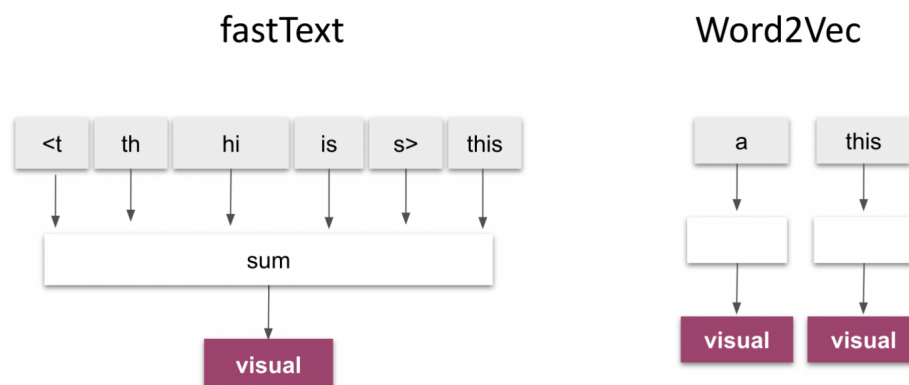 fastText
Word2Vec
<t th hi is s> this
a this
sum
visual visual
visual